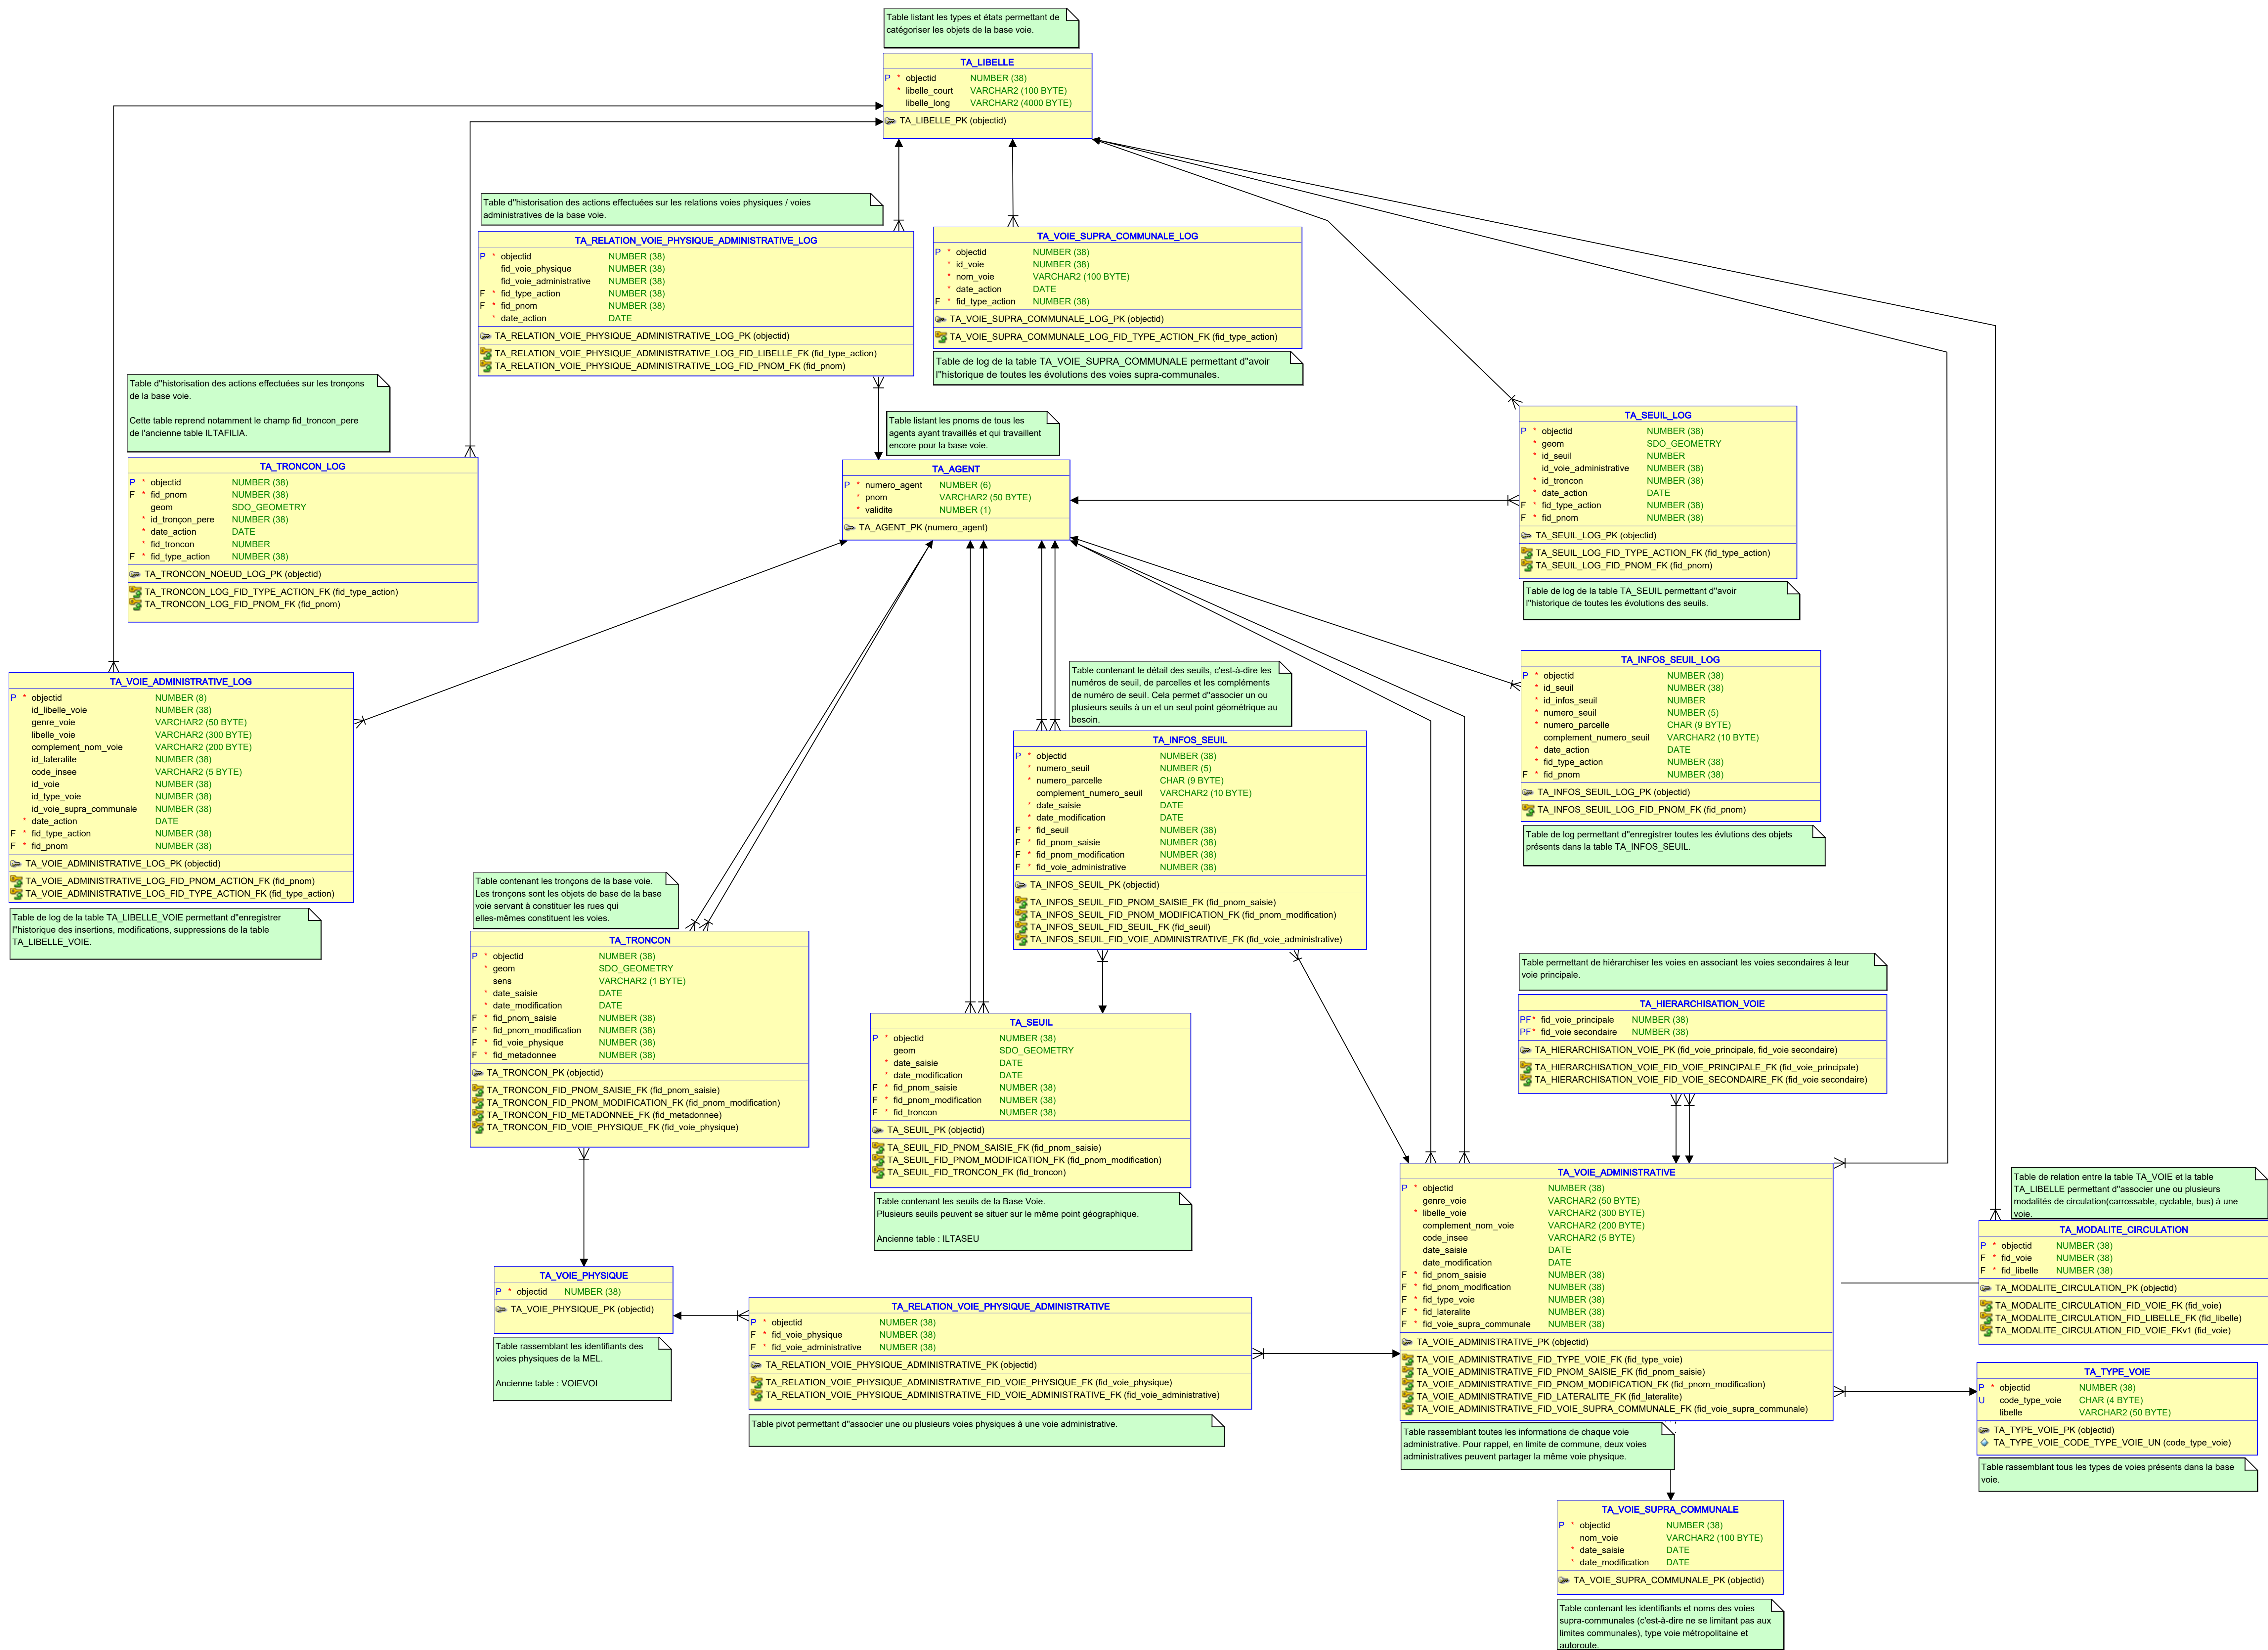 Table listant les types et états permettant de
catégoriser les objets de la base voie.
TA_LIBELLE
P * objectid NUMBER (38)
* libelle_court VARCHAR2 (100 BYTE)
libelle_long VARCHAR2 (4000 BYTE)
TA_LIBELLE_PK (objectid)
Table d"historisation des actions effectuées sur les relations voies physiques / voies
administratives de la base voie.
TA_RELATION_VOIE_PHYSIQUE_ADMINISTRATIVE_LOG
P * objectid NUMBER (38)
fid_voie_physique NUMBER (38)
fid_voie_administrative NUMBER (38)
F * fid_type_action NUMBER (38)
F * fid_pnom NUMBER (38)
* date_action DATE
TA_RELATION_VOIE_PHYSIQUE_ADMINISTRATIVE_LOG_PK (objectid)
TA_RELATION_VOIE_PHYSIQUE_ADMINISTRATIVE_LOG_FID_LIBELLE_FK (fid_type_action)
TA_RELATION_VOIE_PHYSIQUE_ADMINISTRATIVE_LOG_FID_PNOM_FK (fid_pnom)
TA_VOIE_SUPRA_COMMUNALE_LOG
P * objectid NUMBER (38)
* id_voie NUMBER (38)
* nom_voie VARCHAR2 (100 BYTE)
* date_action DATE
F * fid_type_action NUMBER (38)
TA_VOIE_SUPRA_COMMUNALE_LOG_PK (objectid)
TA_VOIE_SUPRA_COMMUNALE_LOG_FID_TYPE_ACTION_FK (fid_type_action)
Table de log de la table TA_VOIE_SUPRA_COMMUNALE permettant d"avoir
l"historique de toutes les évolutions des voies supra-communales.
Table d"historisation des actions effectuées sur les tronçons
de la base voie.
Cette table reprend notamment le champ fid_troncon_pere
de l'ancienne table ILTAFILIA.
TA_TRONCON_LOG
P * objectid NUMBER (38)
F * fid_pnom NUMBER (38)
geom SDO_GEOMETRY
* id_tronçon_pere NUMBER (38)
* date_action DATE
* fid_troncon NUMBER
F * fid_type_action NUMBER (38)
TA_TRONCON_NOEUD_LOG_PK (objectid)
TA_TRONCON_LOG_FID_TYPE_ACTION_FK (fid_type_action)
TA_TRONCON_LOG_FID_PNOM_FK (fid_pnom)
Table listant les pnoms de tous les
agents ayant travaillés et qui travaillent
encore pour la base voie.
TA_AGENT
P * numero_agent NUMBER (6)
* pnom VARCHAR2 (50 BYTE)
* validite NUMBER (1)
TA_AGENT_PK (numero_agent)
TA_SEUIL_LOG
P * objectid NUMBER (38)
* geom SDO_GEOMETRY
* id_seuil NUMBER
id_voie_administrative NUMBER (38)
* id_troncon NUMBER (38)
* date_action DATE
F * fid_type_action NUMBER (38)
F * fid_pnom NUMBER (38)
TA_SEUIL_LOG_PK (objectid)
TA_SEUIL_LOG_FID_TYPE_ACTION_FK (fid_type_action)
TA_SEUIL_LOG_FID_PNOM_FK (fid_pnom)
Table de log de la table TA_SEUIL permettant d"avoir
l"historique de toutes les évolutions des seuils.
TA_VOIE_ADMINISTRATIVE_LOG
P * objectid NUMBER (8)
id_libelle_voie NUMBER (38)
genre_voie VARCHAR2 (50 BYTE)
libelle_voie VARCHAR2 (300 BYTE)
complement_nom_voie VARCHAR2 (200 BYTE)
id_lateralite NUMBER (38)
code_insee VARCHAR2 (5 BYTE)
id_voie NUMBER (38)
id_type_voie NUMBER (38)
id_voie_supra_communale NUMBER (38)
* date_action DATE
F * fid_type_action NUMBER (38)
F * fid_pnom NUMBER (38)
TA_VOIE_ADMINISTRATIVE_LOG_PK (objectid)
TA_VOIE_ADMINISTRATIVE_LOG_FID_PNOM_ACTION_FK (fid_pnom)
TA_VOIE_ADMINISTRATIVE_LOG_FID_TYPE_ACTION_FK (fid_type_action)
Table de log de la table TA_LIBELLE_VOIE permettant d"enregistrer
l"historique des insertions, modifications, suppressions de la table
TA_LIBELLE_VOIE.
Table contenant le détail des seuils, c'est-à-dire les
numéros de seuil, de parcelles et les compléments
de numéro de seuil. Cela permet d"associer un ou
plusieurs seuils à un et un seul point géométrique au
besoin.
TA_INFOS_SEUIL
P * objectid NUMBER (38)
* numero_seuil NUMBER (5)
* numero_parcelle CHAR (9 BYTE)
complement_numero_seuil VARCHAR2 (10 BYTE)
* date_saisie DATE
* date_modification DATE
F * fid_seuil NUMBER (38)
F * fid_pnom_saisie NUMBER (38)
F * fid_pnom_modification NUMBER (38)
F * fid_voie_administrative NUMBER (38)
TA_INFOS_SEUIL_PK (objectid)
TA_INFOS_SEUIL_FID_PNOM_SAISIE_FK (fid_pnom_saisie)
TA_INFOS_SEUIL_FID_PNOM_MODIFICATION_FK (fid_pnom_modification)
TA_INFOS_SEUIL_FID_SEUIL_FK (fid_seuil)
TA_INFOS_SEUIL_FID_VOIE_ADMINISTRATIVE_FK (fid_voie_administrative)
TA_INFOS_SEUIL_LOG
P * objectid NUMBER (38)
* id_seuil NUMBER (38)
* id_infos_seuil NUMBER
* numero_seuil NUMBER (5)
* numero_parcelle CHAR (9 BYTE)
complement_numero_seuil VARCHAR2 (10 BYTE)
* date_action DATE
* fid_type_action NUMBER (38)
F * fid_pnom NUMBER (38)
TA_INFOS_SEUIL_LOG_PK (objectid)
TA_INFOS_SEUIL_LOG_FID_PNOM_FK (fid_pnom)
Table de log permettant d"enregistrer toutes les évlutions des objets
présents dans la table TA_INFOS_SEUIL.
Table contenant les tronçons de la base voie.
Les tronçons sont les objets de base de la base
voie servant à constituer les rues qui
elles-mêmes constituent les voies.
TA_TRONCON
P * objectid NUMBER (38)
* geom SDO_GEOMETRY
sens VARCHAR2 (1 BYTE)
* date_saisie DATE
* date_modification DATE
F * fid_pnom_saisie NUMBER (38)
F * fid_pnom_modification NUMBER (38)
F * fid_voie_physique NUMBER (38)
F * fid_metadonnee NUMBER (38)
TA_TRONCON_PK (objectid)
TA_TRONCON_FID_PNOM_SAISIE_FK (fid_pnom_saisie)
TA_TRONCON_FID_PNOM_MODIFICATION_FK (fid_pnom_modification)
TA_TRONCON_FID_METADONNEE_FK (fid_metadonnee)
TA_TRONCON_FID_VOIE_PHYSIQUE_FK (fid_voie_physique)
TA_SEUIL
P * objectid NUMBER (38)
geom SDO_GEOMETRY
* date_saisie DATE
* date_modification DATE
F * fid_pnom_saisie NUMBER (38)
F * fid_pnom_modification NUMBER (38)
F * fid_troncon NUMBER (38)
TA_SEUIL_PK (objectid)
TA_SEUIL_FID_PNOM_SAISIE_FK (fid_pnom_saisie)
TA_SEUIL_FID_PNOM_MODIFICATION_FK (fid_pnom_modification)
TA_SEUIL_FID_TRONCON_FK (fid_troncon)
Table contenant les seuils de la Base Voie.
Plusieurs seuils peuvent se situer sur le même point géographique.
Ancienne table : ILTASEU
Table permettant de hiérarchiser les voies en associant les voies secondaires à leur
voie principale.
TA_HIERARCHISATION_VOIE
PF* fid_voie_principale NUMBER (38)
PF* fid_voie secondaire NUMBER (38)
TA_HIERARCHISATION_VOIE_PK (fid_voie_principale, fid_voie secondaire)
TA_HIERARCHISATION_VOIE_FID_VOIE_PRINCIPALE_FK (fid_voie_principale)
TA_HIERARCHISATION_VOIE_FID_VOIE_SECONDAIRE_FK (fid_voie secondaire)
TA_VOIE_ADMINISTRATIVE
P * objectid NUMBER (38)
genre_voie VARCHAR2 (50 BYTE)
* libelle_voie VARCHAR2 (300 BYTE)
complement_nom_voie VARCHAR2 (200 BYTE)
* code_insee VARCHAR2 (5 BYTE)
date_saisie DATE
date_modification DATE
F * fid_pnom_saisie NUMBER (38)
F * fid_pnom_modification NUMBER (38)
F * fid_type_voie NUMBER (38)
F * fid_lateralite NUMBER (38)
F * fid_voie_supra_communale NUMBER (38)
TA_VOIE_ADMINISTRATIVE_PK (objectid)
TA_VOIE_ADMINISTRATIVE_FID_TYPE_VOIE_FK (fid_type_voie)
TA_VOIE_ADMINISTRATIVE_FID_PNOM_SAISIE_FK (fid_pnom_saisie)
TA_VOIE_ADMINISTRATIVE_FID_PNOM_MODIFICATION_FK (fid_pnom_modification)
TA_VOIE_ADMINISTRATIVE_FID_LATERALITE_FK (fid_lateralite)
TA_VOIE_ADMINISTRATIVE_FID_VOIE_SUPRA_COMMUNALE_FK (fid_voie_supra_communale)
Table rassemblant toutes les informations de chaque voie
administrative. Pour rappel, en limite de commune, deux voies
administratives peuvent partager la même voie physique.
Table de relation entre la table TA_VOIE et la table
TA_LIBELLE permettant d"associer une ou plusieurs
modalités de circulation(carrossable, cyclable, bus) à une
voie.
TA_MODALITE_CIRCULATION
P * objectid NUMBER (38)
F * fid_voie NUMBER (38)
F * fid_libelle NUMBER (38)
TA_MODALITE_CIRCULATION_PK (objectid)
TA_MODALITE_CIRCULATION_FID_VOIE_FK (fid_voie)
TA_MODALITE_CIRCULATION_FID_LIBELLE_FK (fid_libelle)
TA_MODALITE_CIRCULATION_FID_VOIE_FKv1 (fid_voie)
TA_VOIE_PHYSIQUE
P * objectid NUMBER (38)
TA_VOIE_PHYSIQUE_PK (objectid)
Table rassemblant les identifiants des
voies physiques de la MEL.
Ancienne table : VOIEVOI
TA_RELATION_VOIE_PHYSIQUE_ADMINISTRATIVE
P * objectid NUMBER (38)
F * fid_voie_physique NUMBER (38)
F * fid_voie_administrative NUMBER (38)
TA_RELATION_VOIE_PHYSIQUE_ADMINISTRATIVE_PK (objectid)
TA_RELATION_VOIE_PHYSIQUE_ADMINISTRATIVE_FID_VOIE_PHYSIQUE_FK (fid_voie_physique)
TA_RELATION_VOIE_PHYSIQUE_ADMINISTRATIVE_FID_VOIE_ADMINISTRATIVE_FK (fid_voie_administrative)
Table pivot permettant d"associer une ou plusieurs voies physiques à une voie administrative.
TA_TYPE_VOIE
P * objectid NUMBER (38)
U code_type_voie CHAR (4 BYTE)
libelle VARCHAR2 (50 BYTE)
TA_TYPE_VOIE_PK (objectid)
TA_TYPE_VOIE_CODE_TYPE_VOIE_UN (code_type_voie)
Table rassemblant tous les types de voies présents dans la base
voie.
TA_VOIE_SUPRA_COMMUNALE
P * objectid NUMBER (38)
nom_voie VARCHAR2 (100 BYTE)
* date_saisie DATE
* date_modification DATE
TA_VOIE_SUPRA_COMMUNALE_PK (objectid)
Table contenant les identifiants et noms des voies
supra-communales (c'est-à-dire ne se limitant pas aux
limites communales), type voie métropolitaine et
autoroute.